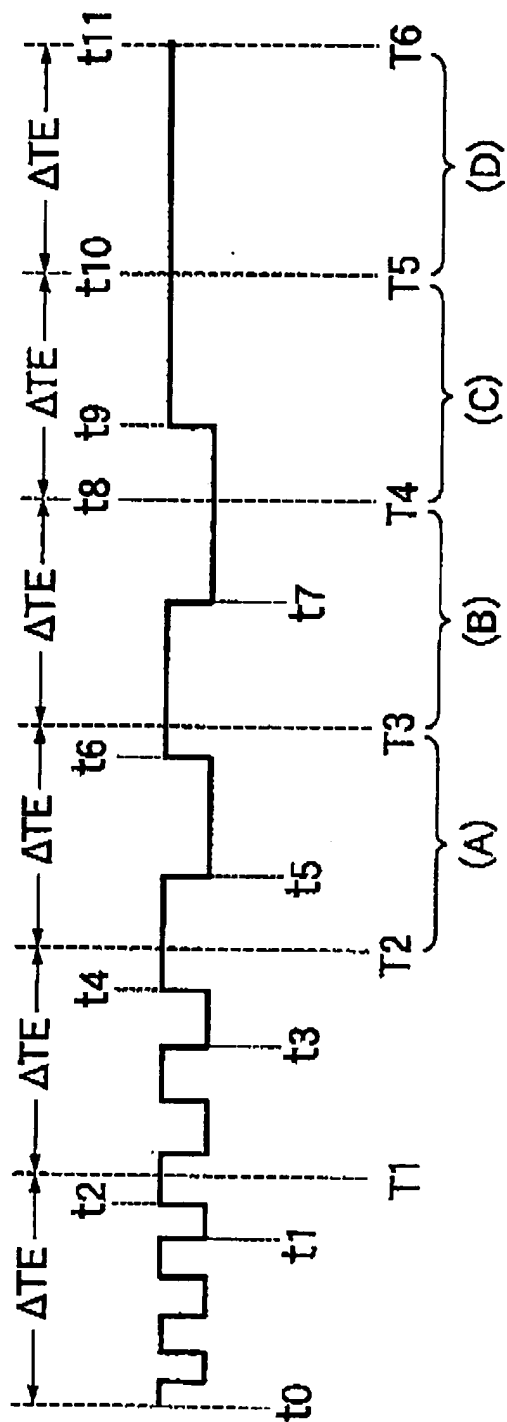 ΔTE ΔTE ΔTE ΔTE ΔTE ΔTE
t2 t4 t6 t8 t9 t10 t11
t0 t1 t3 t5 t7
T1 T2 T3 T4 T5 T6
(A) (B) (C) (D)